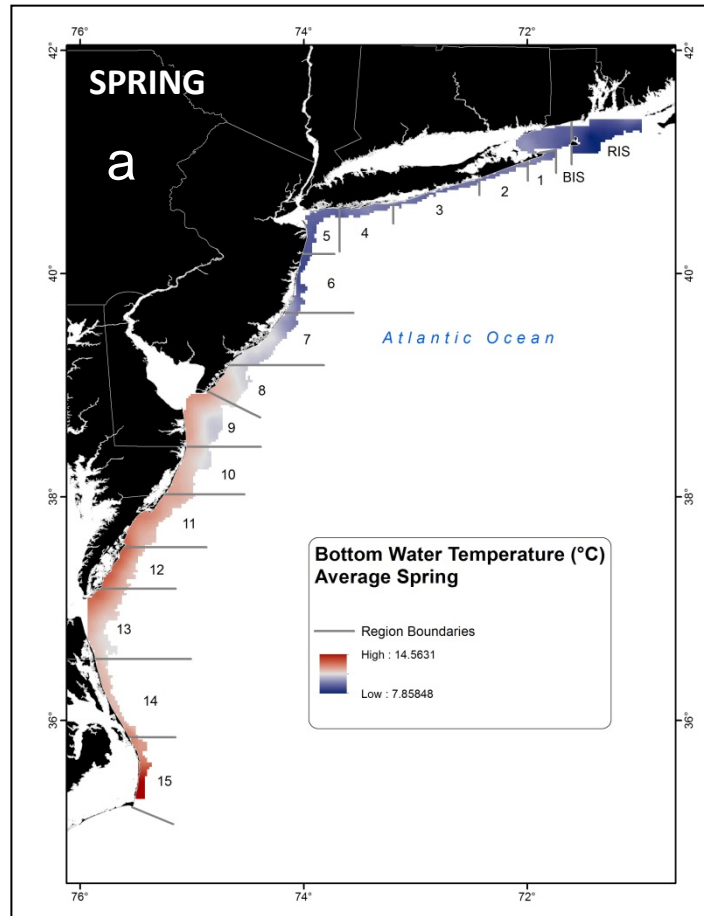 76°
74°
72°
42°
42°
SPRING
a
RIS
BIS
1
2
3
4
5
40°
40°
6
7
Atlantic Ocean
8
9
10
38°
38°
11
12
Bottom Water Temperature (°C)
Average Spring
Region Boundaries
High : 14.5631
Low : 7.85848
13
14
36°
36°
15
76°
74°
72°